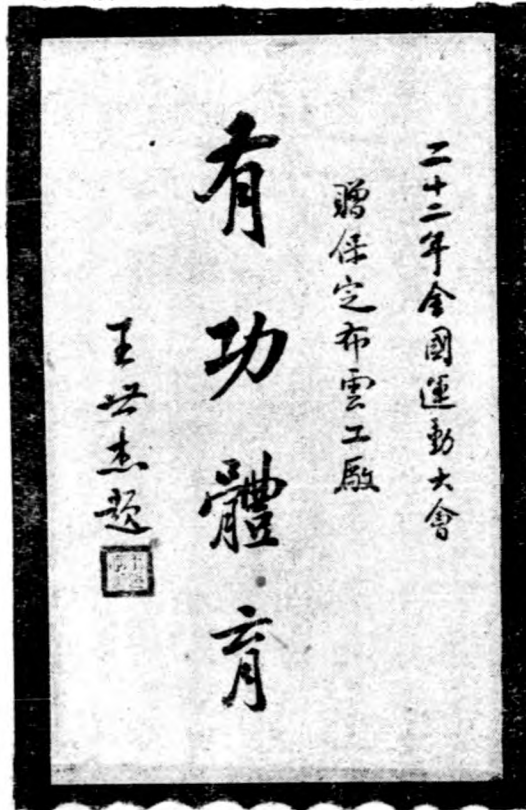 二十二年全國運動大會
贈保定布雲工廠
有功體育
王世杰題